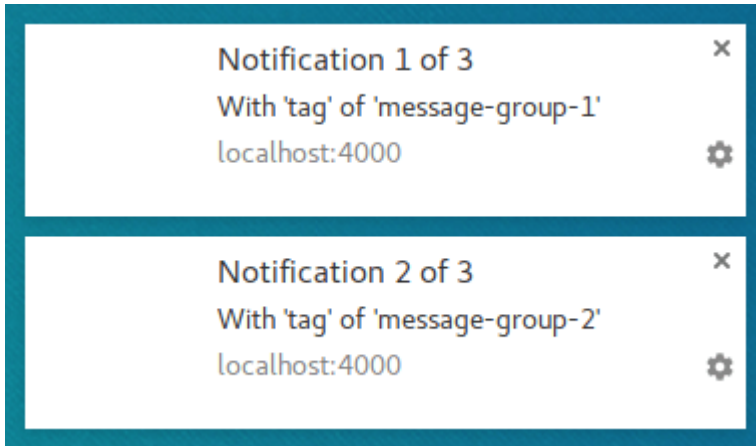 Notification 1 of 3
With 'tag' of 'message-group-1'
localhost:4000
Notification 2 of 3
With 'tag' of 'message-group-2'
localhost:4000